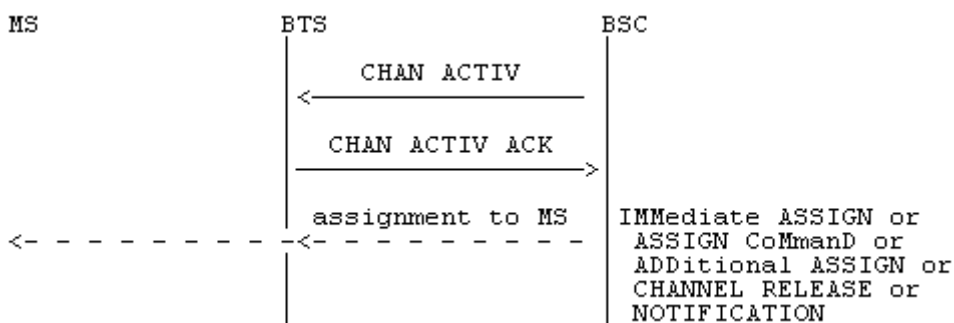 MS BTS BSC
CHAN ACTIV
CHAN ACTIV ACK
assignment to MS IMMediate ASSIGN or
ASSIGN CoMmanD or
ADDitional ASSIGN or
CHANNEL RELEASE or
NOTIFICATION